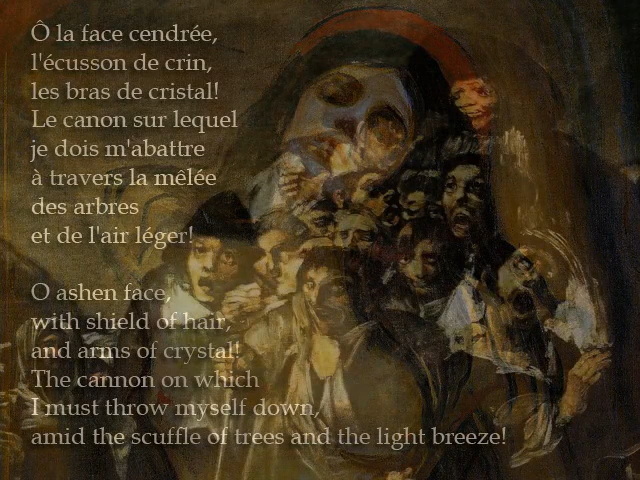 Ô la face cendrée,
l'écusson de crin,
les bras de cristal!
Le canon sur lequel
je dois m'abattre
à travers la mêlée
des arbres
et de l'air léger!
O ashen face,
with shield of hair,
and arms of crystal!
The cannon on which
I must throw myself down,
amid the scuffle of trees and the light breeze!